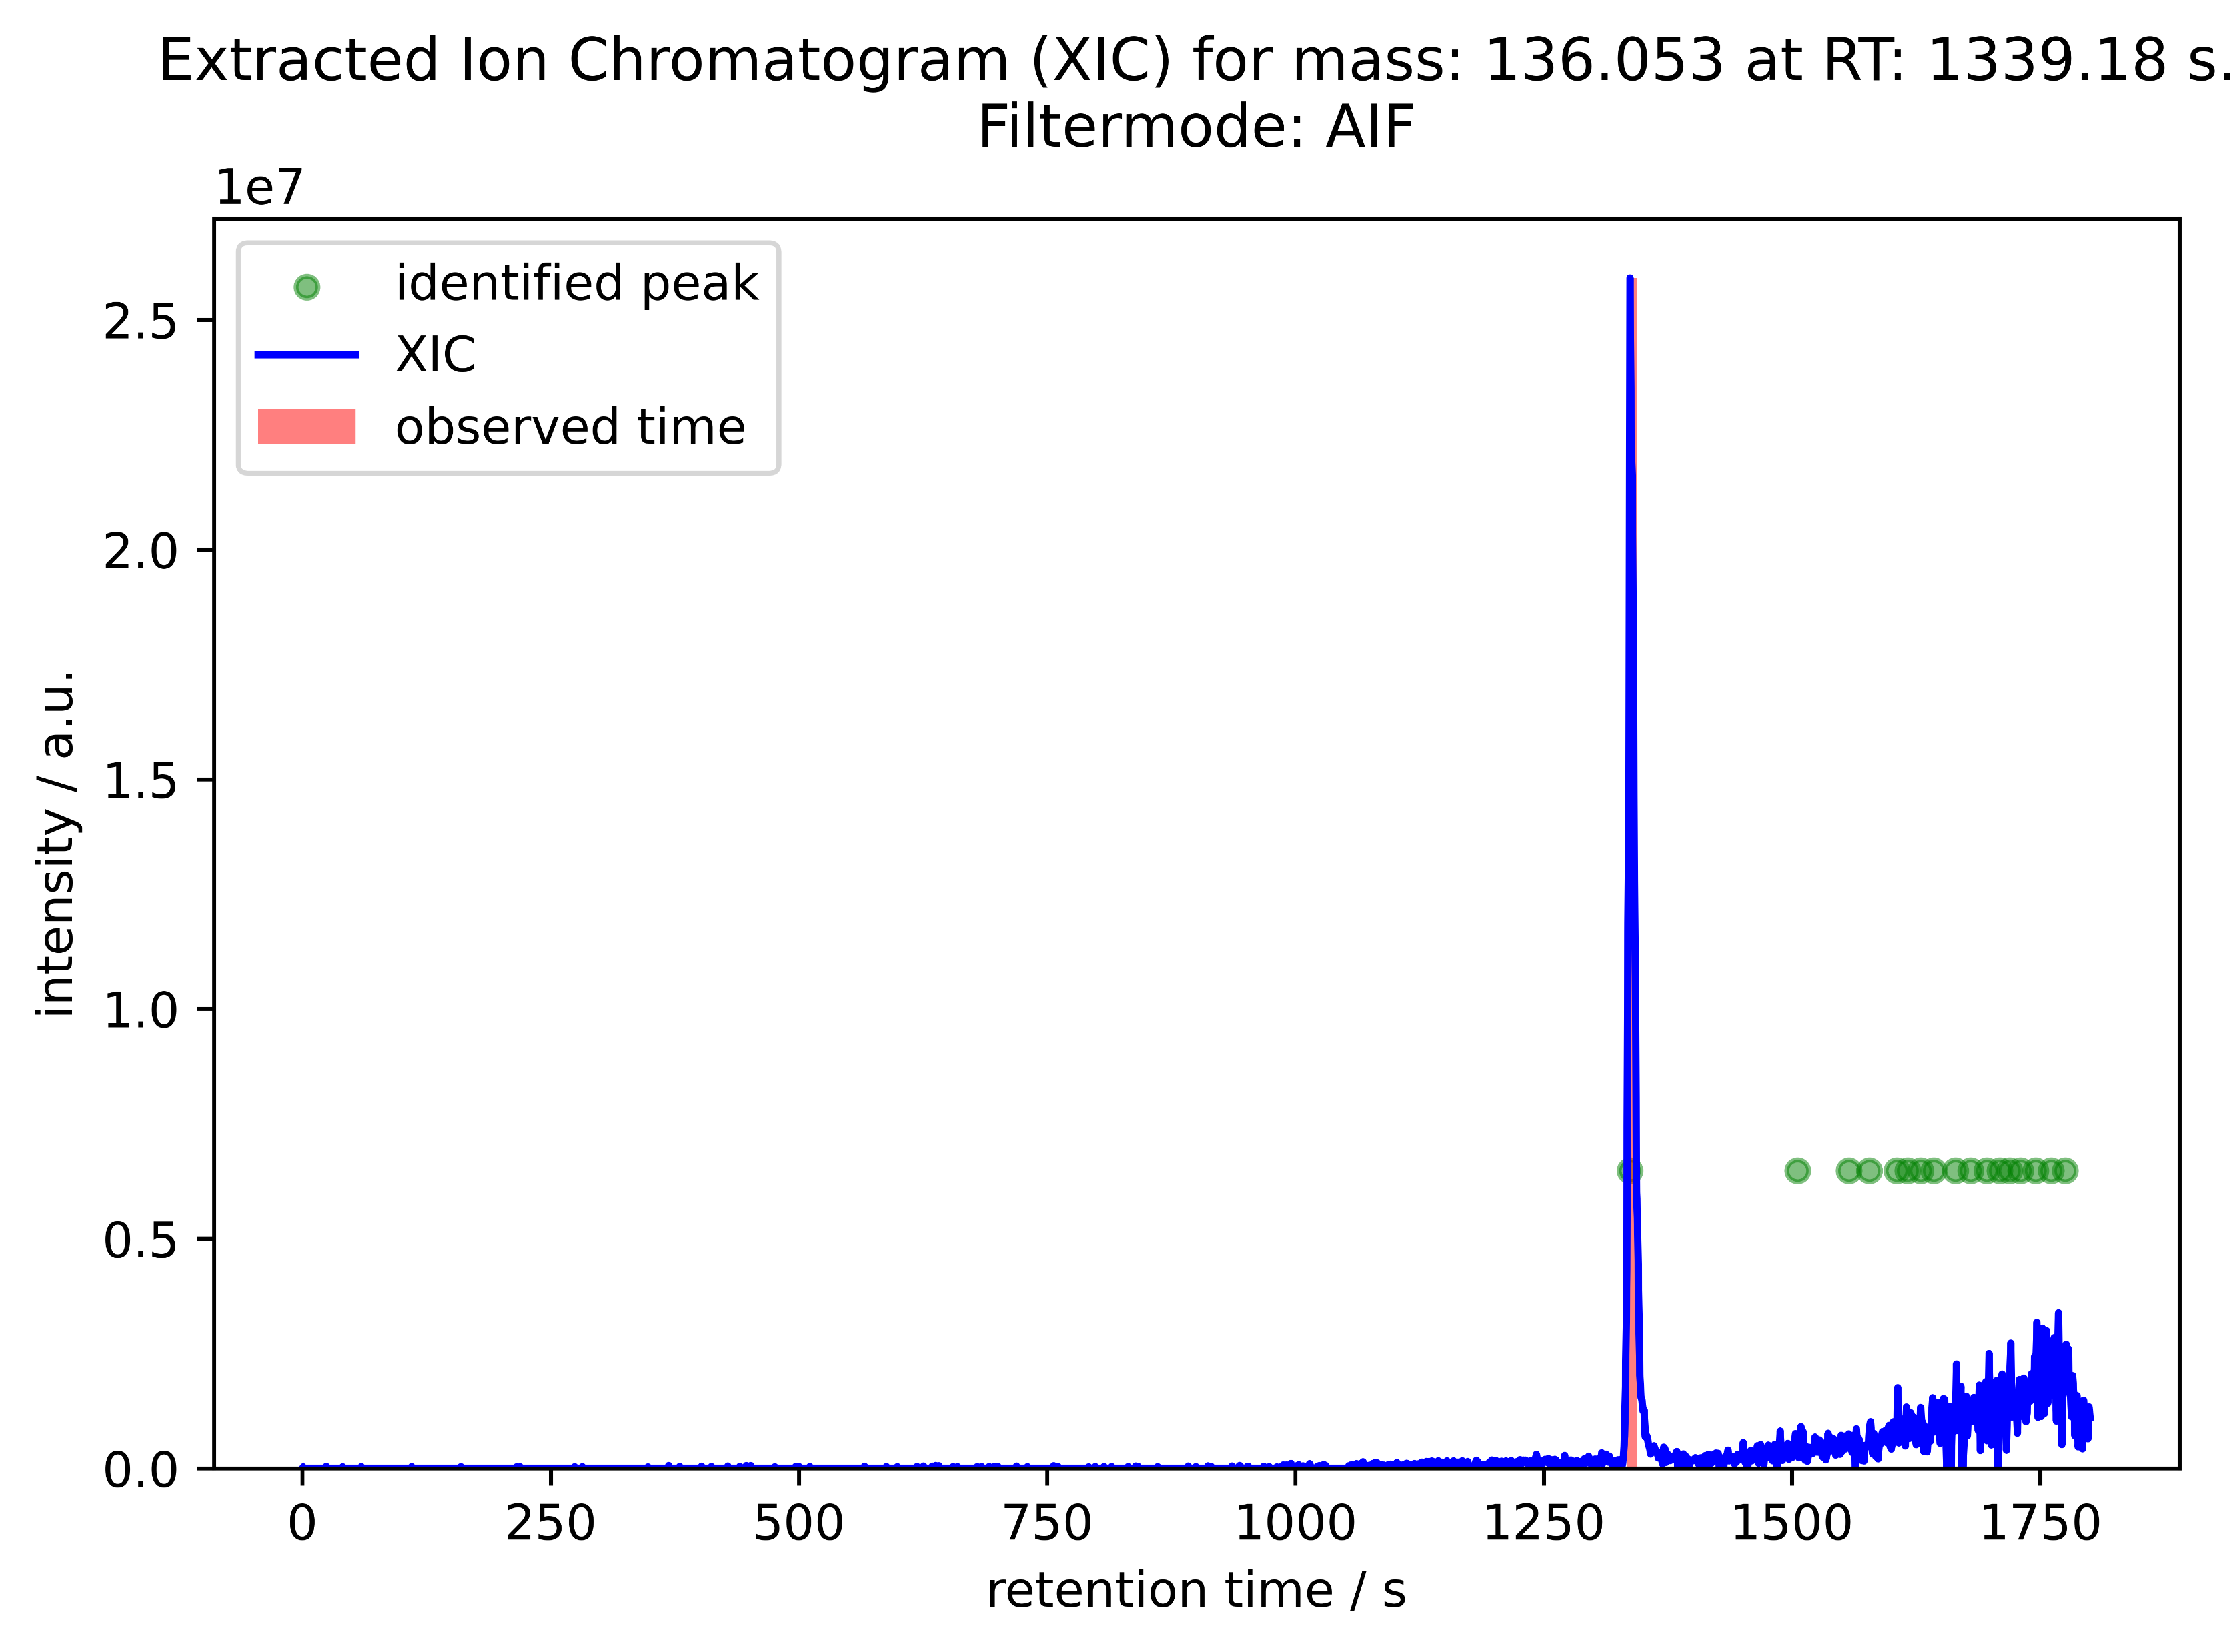 Extracted Ion Chromatogram (XIC) for mass: 136.053 at RT: 1339.18 s.
Filtermode: AIF
1e7
identified peak
XIC
observed time
2.5
2.0
1.5
1.0
0.5
0.0
intensity / a.u.
0 250 500 750 1000 1250 1500 1750
retention time / s